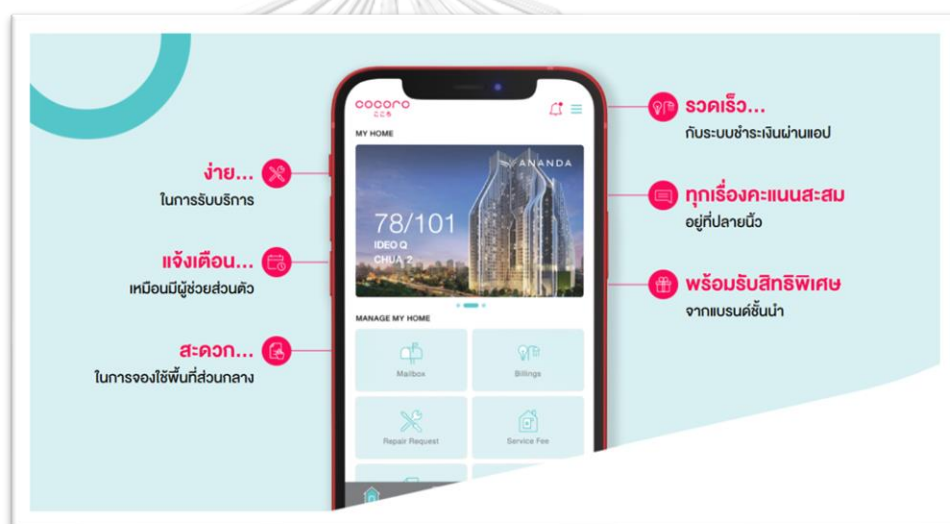 cocoro
こころ
MY HOME
ANANDA
78/101
IDEO Q
CHUA 2
MANAGE MY HOME
Mailbox
Billings
Repair Request
Service Fee
ง่าย...
ในการรับบริการ
แจ้งเตือน...
เหมือนมีผู้ช่วยส่วนตัว
สะดวก...
ในการจองใช้พื้นที่ส่วนกลาง
รวดเร็ว...
กับระบบชำระเงินผ่านแอป
ทุกเรื่องคะแนนสะสม
อยู่ที่ปลายนิ้ว
พร้อมรับสิทธิพิเศษ
จากแบรนด์ชั้นนำ